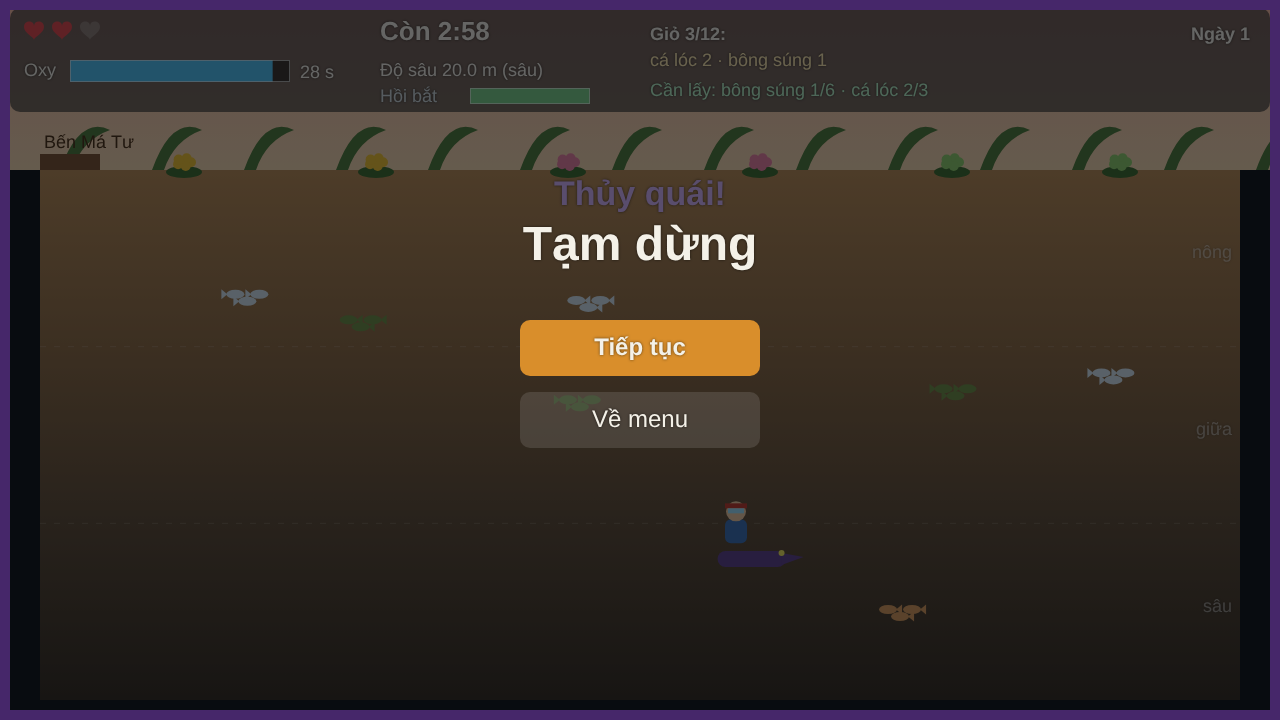 Còn 2:58
Oxy
28 s
Độ sâu 20.0 m (sâu)
Hồi bắt
Giỏ 3/12:
cá lóc 2 · bông súng 1
Cần lấy: bông súng 1/6 · cá lóc 2/3
Ngày 1
Bến Má Tư
Thủy quái!
Tạm dừng
nông
Tiếp tục
Về menu
giữa
sâu